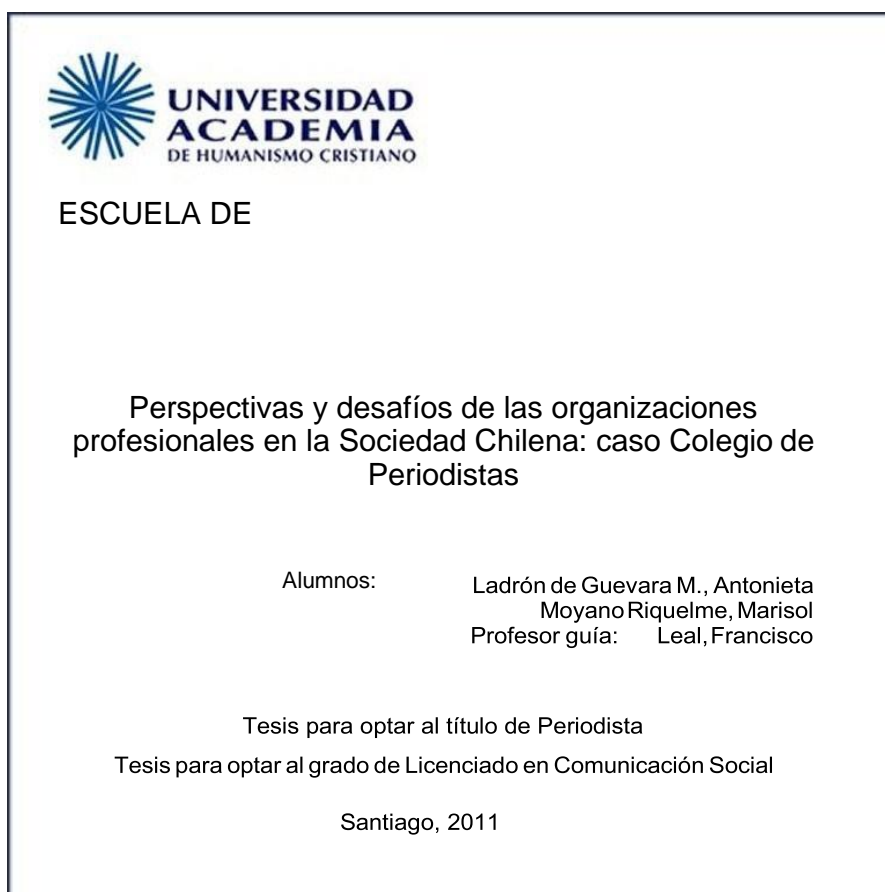 UNIVERSIDAD
ACADEMIA
DE HUMANISMO CRISTIANO
ESCUELA DE
Perspectivas y desafíos de las organizaciones
profesionales en la Sociedad Chilena: caso Colegio de
Periodistas
Alumnos: Ladrón de Guevara M., Antonieta
Moyano Riquelme, Marisol
Profesor guía: Leal, Francisco
Tesis para optar al título de Periodista
Tesis para optar al grado de Licenciado en Comunicación Social
Santiago, 2011